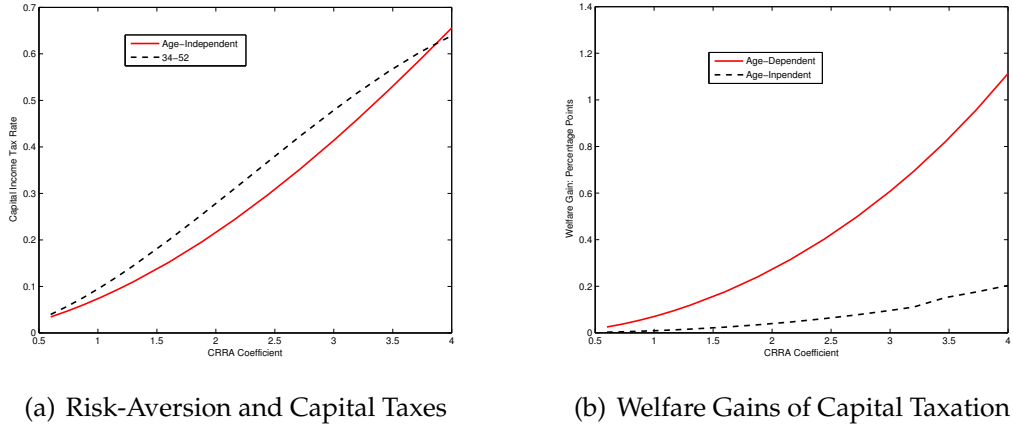 0.7
0.6
0.5
0.4
0.3
0.2
0.1
0
Capital Income Tax Rate
Age−Independent
34−52
0.5 1 1.5 2 2.5 3 3.5 4
CRRA Coefficient
(a) Risk-Aversion and Capital Taxes
1.4
1.2
1
0.8
0.6
0.4
0.2
0
Welfare Gain: Percentage Points
Age−Dependent
Age−Inpendent
0.5 1 1.5 2 2.5 3 3.5 4
CRRA Coefficient
(b) Welfare Gains of Capital Taxation